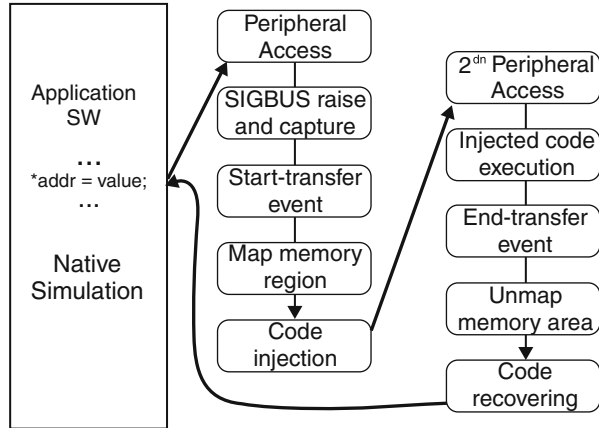 Application
SW
...
*addr = value;
...
Native
Simulation
Peripheral
Access
SIGBUS raise
and capture
Start-transfer
event
Map memory
region
Code
injection
2dn Peripheral
Access
Injected code
execution
End-transfer
event
Unmap
memory area
Code
recovering